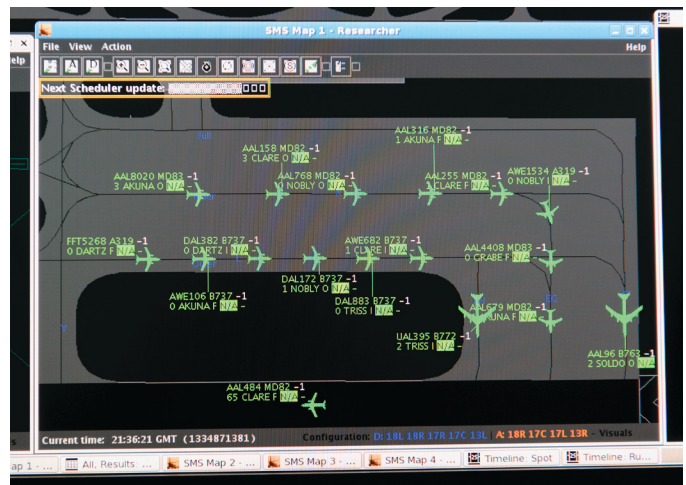 SMS Map 1 - Researcher
x
elp
File View Action Help
Next Scheduler update:
AAL316 MD82 -1
1 AKUNA F N/A -
AAL158 MD82 -1
3 CLARE O N/A -
AAL8020 MD83 -1
3 AKUNA O N/A -
AAL768 MD82 -1
0 NOBLY O N/A -
AAL255 MD82 -1
CLARE F N/A -
AWE1534 A319 -1
0 NOBLY I N/A -
FFT5268 A319 -1
0 DARTZ F N/A -
DAL382 B737 -1
0 DARTZ I N/A -
AWE682 B737 -1
1 CLARE I N/A -
AAL4408 MD83 -1
0 GRABE F N/A -
DAL172 B737 -1
1 NOBLY O N/A -
AWE106 B737 -1
0 AKUNA F N/A -
DAL883 B737 -1
0 TRISS I N/A -
EC
AAL679 MD82 -1
AKUNA F N/A -
UAL395 B772 -1
2 TRISS I N/A -
AAL96 B763 -1
2 SOLDO O N/A -
AAL484 MD82 -1
65 CLARE F N/A -
Current time: 21:36:21 GMT (1334871381) Configuration: D: 18L 18R 17R 17C 13L | A: 18R 17C 17L 13R - Visuals
ap 1 - ... All, Results: ... SMS Map 2 - ... SMS Map 3 - ... SMS Map 4 - ... Timeline: Spot Timeline: Ru...